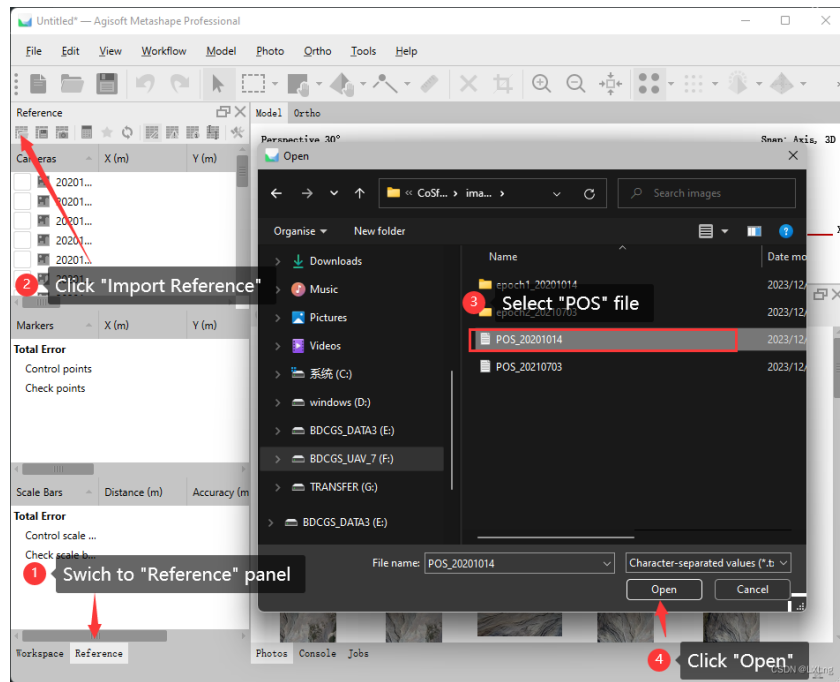 Untitled* — Agisoft Metashape Professional
File Edit View Workflow Model Photo Ortho Tools Help
Reference
Model Ortho
Perspective 30°
Snap: Axis, 3D
Cameras X (m) Y (m)
20201...
20201...
20201...
20201...
20201...
2 Click "Import Reference"
Markers X (m) Y (m)
Total Error
Control points
Check points
Scale Bars Distance (m) Accuracy (m
Total Error
Control scale ...
Check scale b...
1 Swich to "Reference" panel
Workspace Reference
Open
« CoSf... › ima... ›
Search images
Organise New folder
Downloads
Music
Pictures
Videos
系统 (C:)
windows (D:)
BDCGS_DATA3 (E:)
BDCGS_UAV_7 (F:)
TRANSFER (G:)
BDCGS_DATA3 (E:)
Name Date mo
epoch1_20201014 2023/12/
epoch2_20210703 2023/12/
3 Select "POS" file
POS_20201014 2023/12/
POS_20210703 2023/12/
File name: POS_20201014 Character-separated values (*.t
Open Cancel
4 Click "Open"
Photos Console Jobs